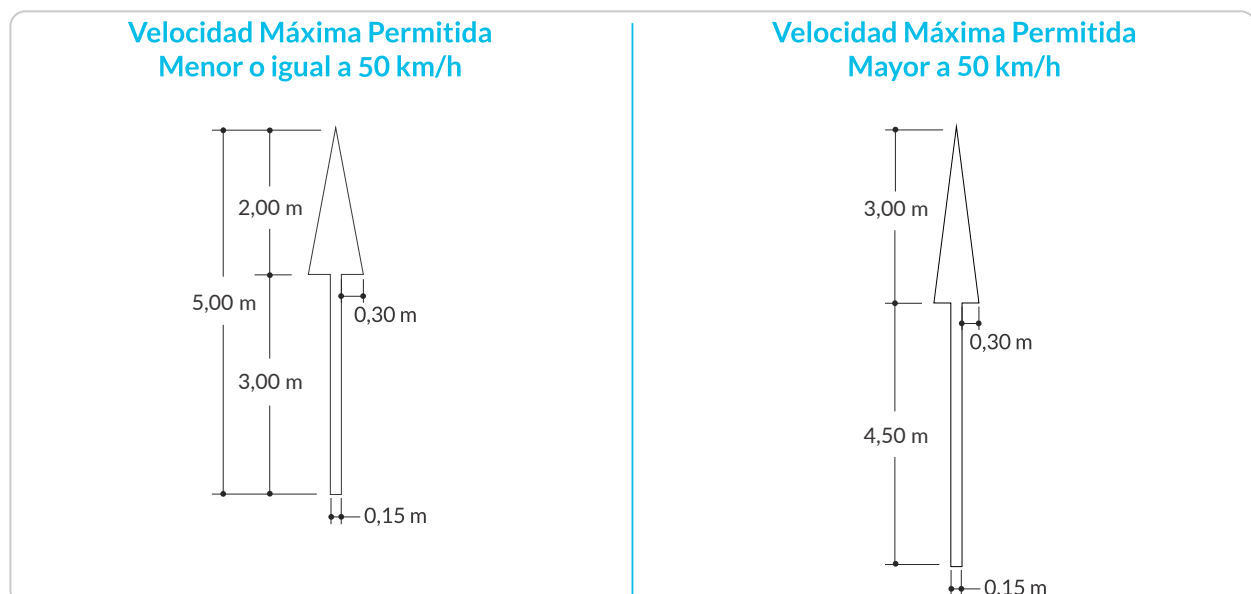 Velocidad Máxima Permitida
Menor o igual a 50 km/h
2,00 m
5,00 m
0,30 m
3,00 m
0,15 m
Velocidad Máxima Permitida
Mayor a 50 km/h
3,00 m
0,30 m
4,50 m
0,15 m